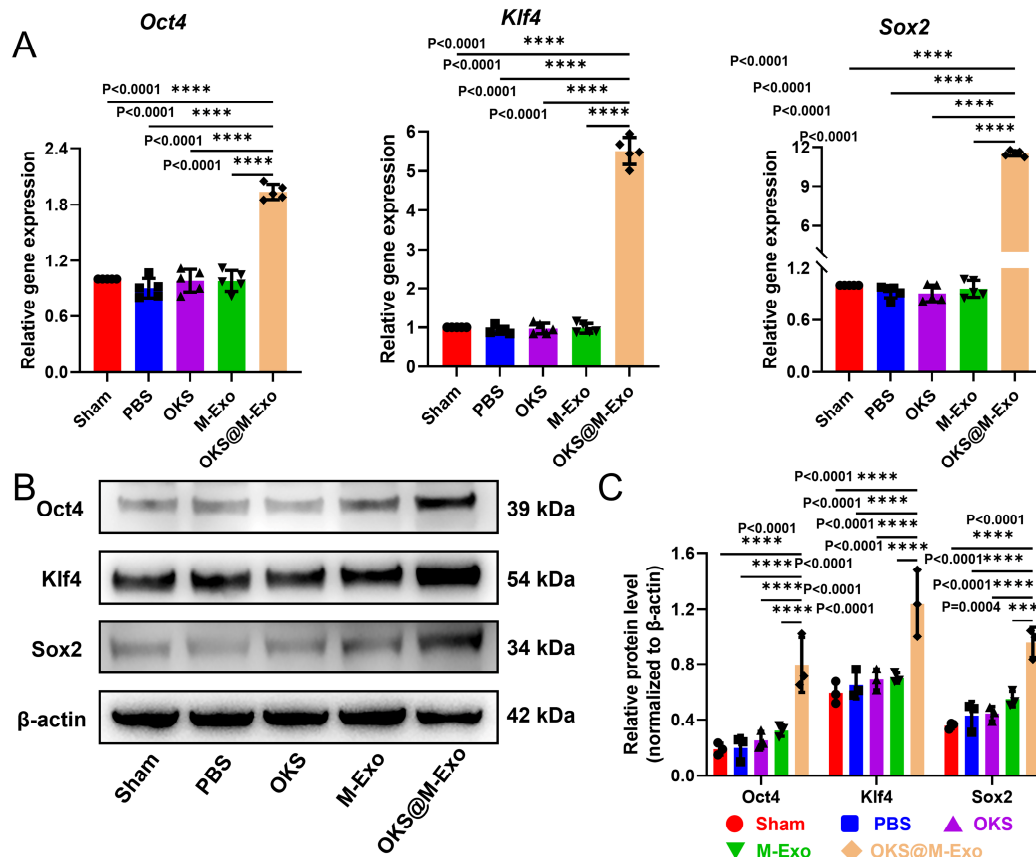 A
Oct4
P<0.0001 ****
P<0.0001 ****
P<0.0001 ****
P<0.0001 ****
Relative gene expression
2.4
1.8
1.2
0.6
0.0
Sham
PBS
OKS
M-Exo
OKS@M-Exo
Klf4
P<0.0001 ****
P<0.0001 ****
P<0.0001 ****
P<0.0001 ****
Relative gene expression
6
5
4
3
2
1
0
Sham
PBS
OKS
M-Exo
OKS@M-Exo
Sox2
P<0.0001 ****
P<0.0001 ****
P<0.0001 ****
P<0.0001 ****
Relative gene expression
12
9
6
1.2
0.6
0.0
Sham
PBS
OKS
M-Exo
OKS@M-Exo
B
Oct4 39 kDa
Klf4 54 kDa
Sox2 34 kDa
β-actin 42 kDa
Sham
PBS
OKS
M-Exo
OKS@M-Exo
C
Relative protein level
(normalized to β-actin)
1.6
1.2
0.8
0.4
0.0
P<0.0001
****
**** P<0.0001
**** P<0.0001
**** P<0.0001
P<0.0001 ****
P<0.0001 ****
P<0.0001 ****
P<0.0001 ****
P<0.0001
****
P<0.0001 ****
P<0.0001 ****
P=0.0004 ***
Oct4 Klf4 Sox2
Sham PBS OKS
M-Exo OKS@M-Exo